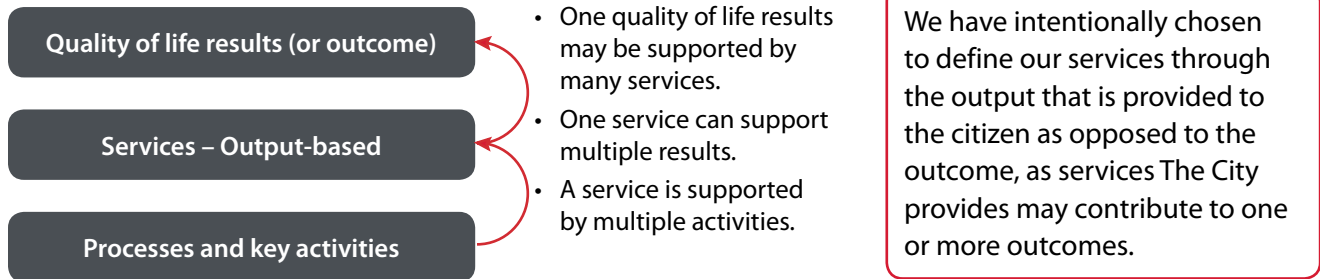 Quality of life results (or outcome)
Services – Output-based
Processes and key activities
• One quality of life results
may be supported by
many services.
• One service can support
multiple results.
• A service is supported
by multiple activities.
We have intentionally chosen
to define our services through
the output that is provided to
the citizen as opposed to the
outcome, as services The City
provides may contribute to one
or more outcomes.